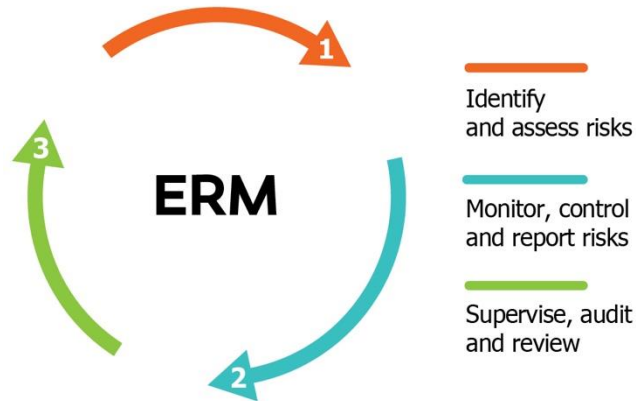 1
3
ERM
2
Identify
and assess risks
Monitor, control
and report risks
Supervise, audit
and review